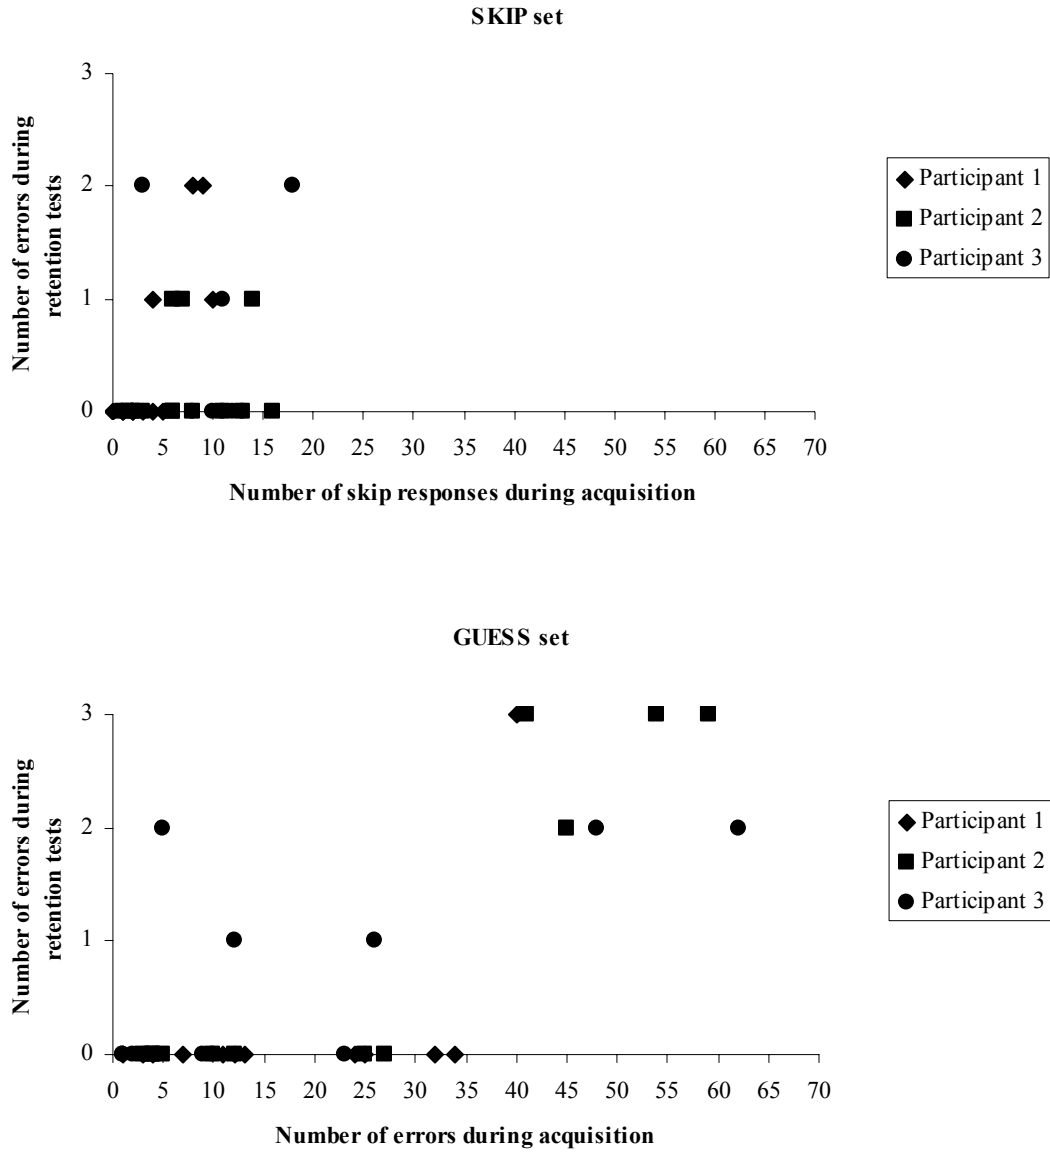 SKIP set
Number of errors during
retention tests
3
2
1
0
0 5 10 15 20 25 30 35 40 45 50 55 60 65 70
Number of skip responses during acquisition
Participant 1
Participant 2
Participant 3
GUESS set
Number of errors during
retention tests
3
2
1
0
0 5 10 15 20 25 30 35 40 45 50 55 60 65 70
Number of errors during acquisition
Participant 1
Participant 2
Participant 3